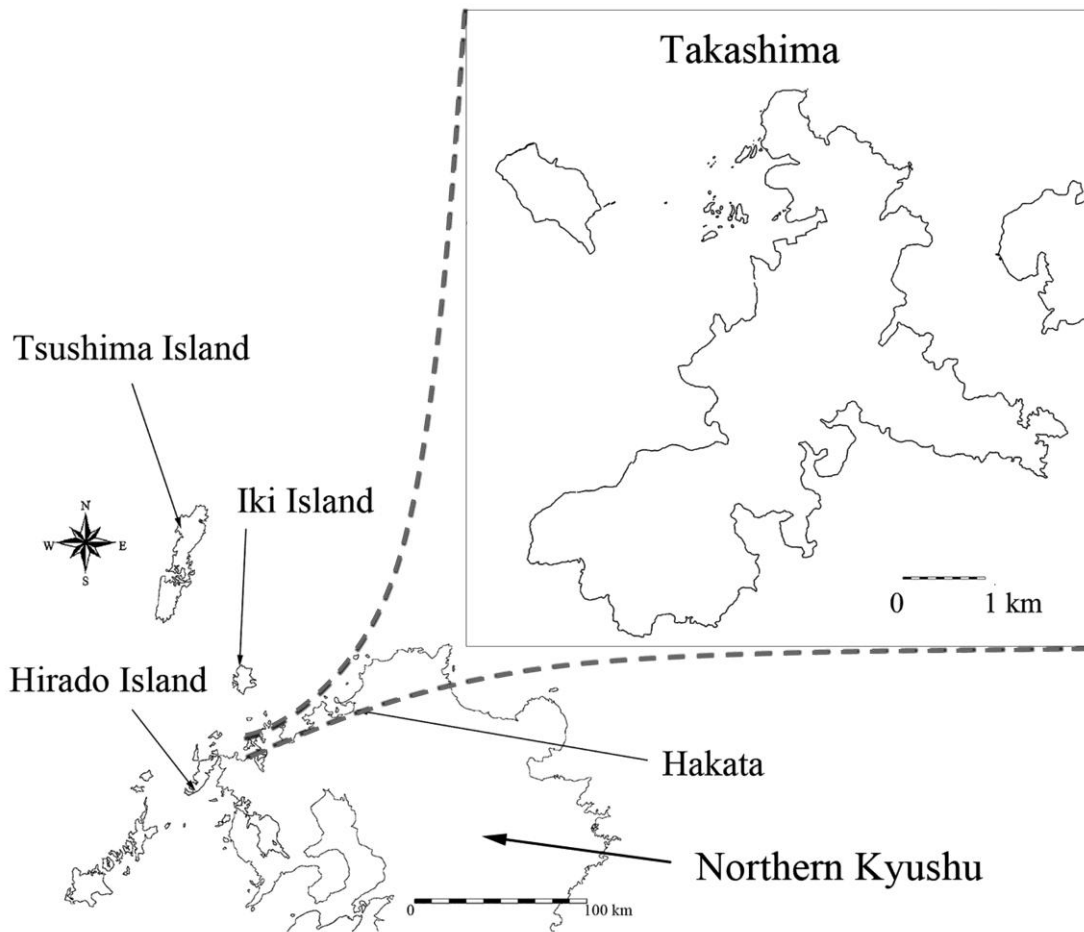 Takashima
Tsushima Island
Iki Island
N
W E
S
0 1 km
Hirado Island
Hakata
Northern Kyushu
0 100 km